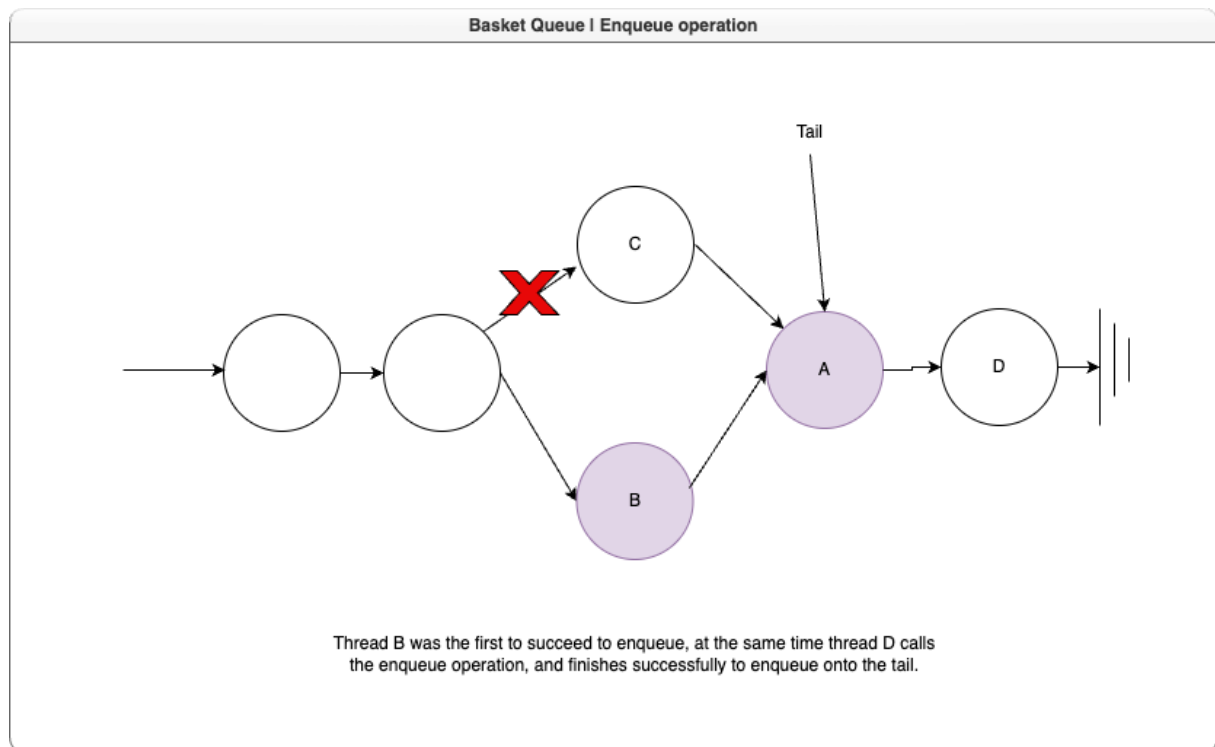 Basket Queue | Enqueue operation
Tail
C
A
D
B
Thread B was the first to succeed to enqueue, at the same time thread D calls
the enqueue operation, and finishes successfully to enqueue onto the tail.